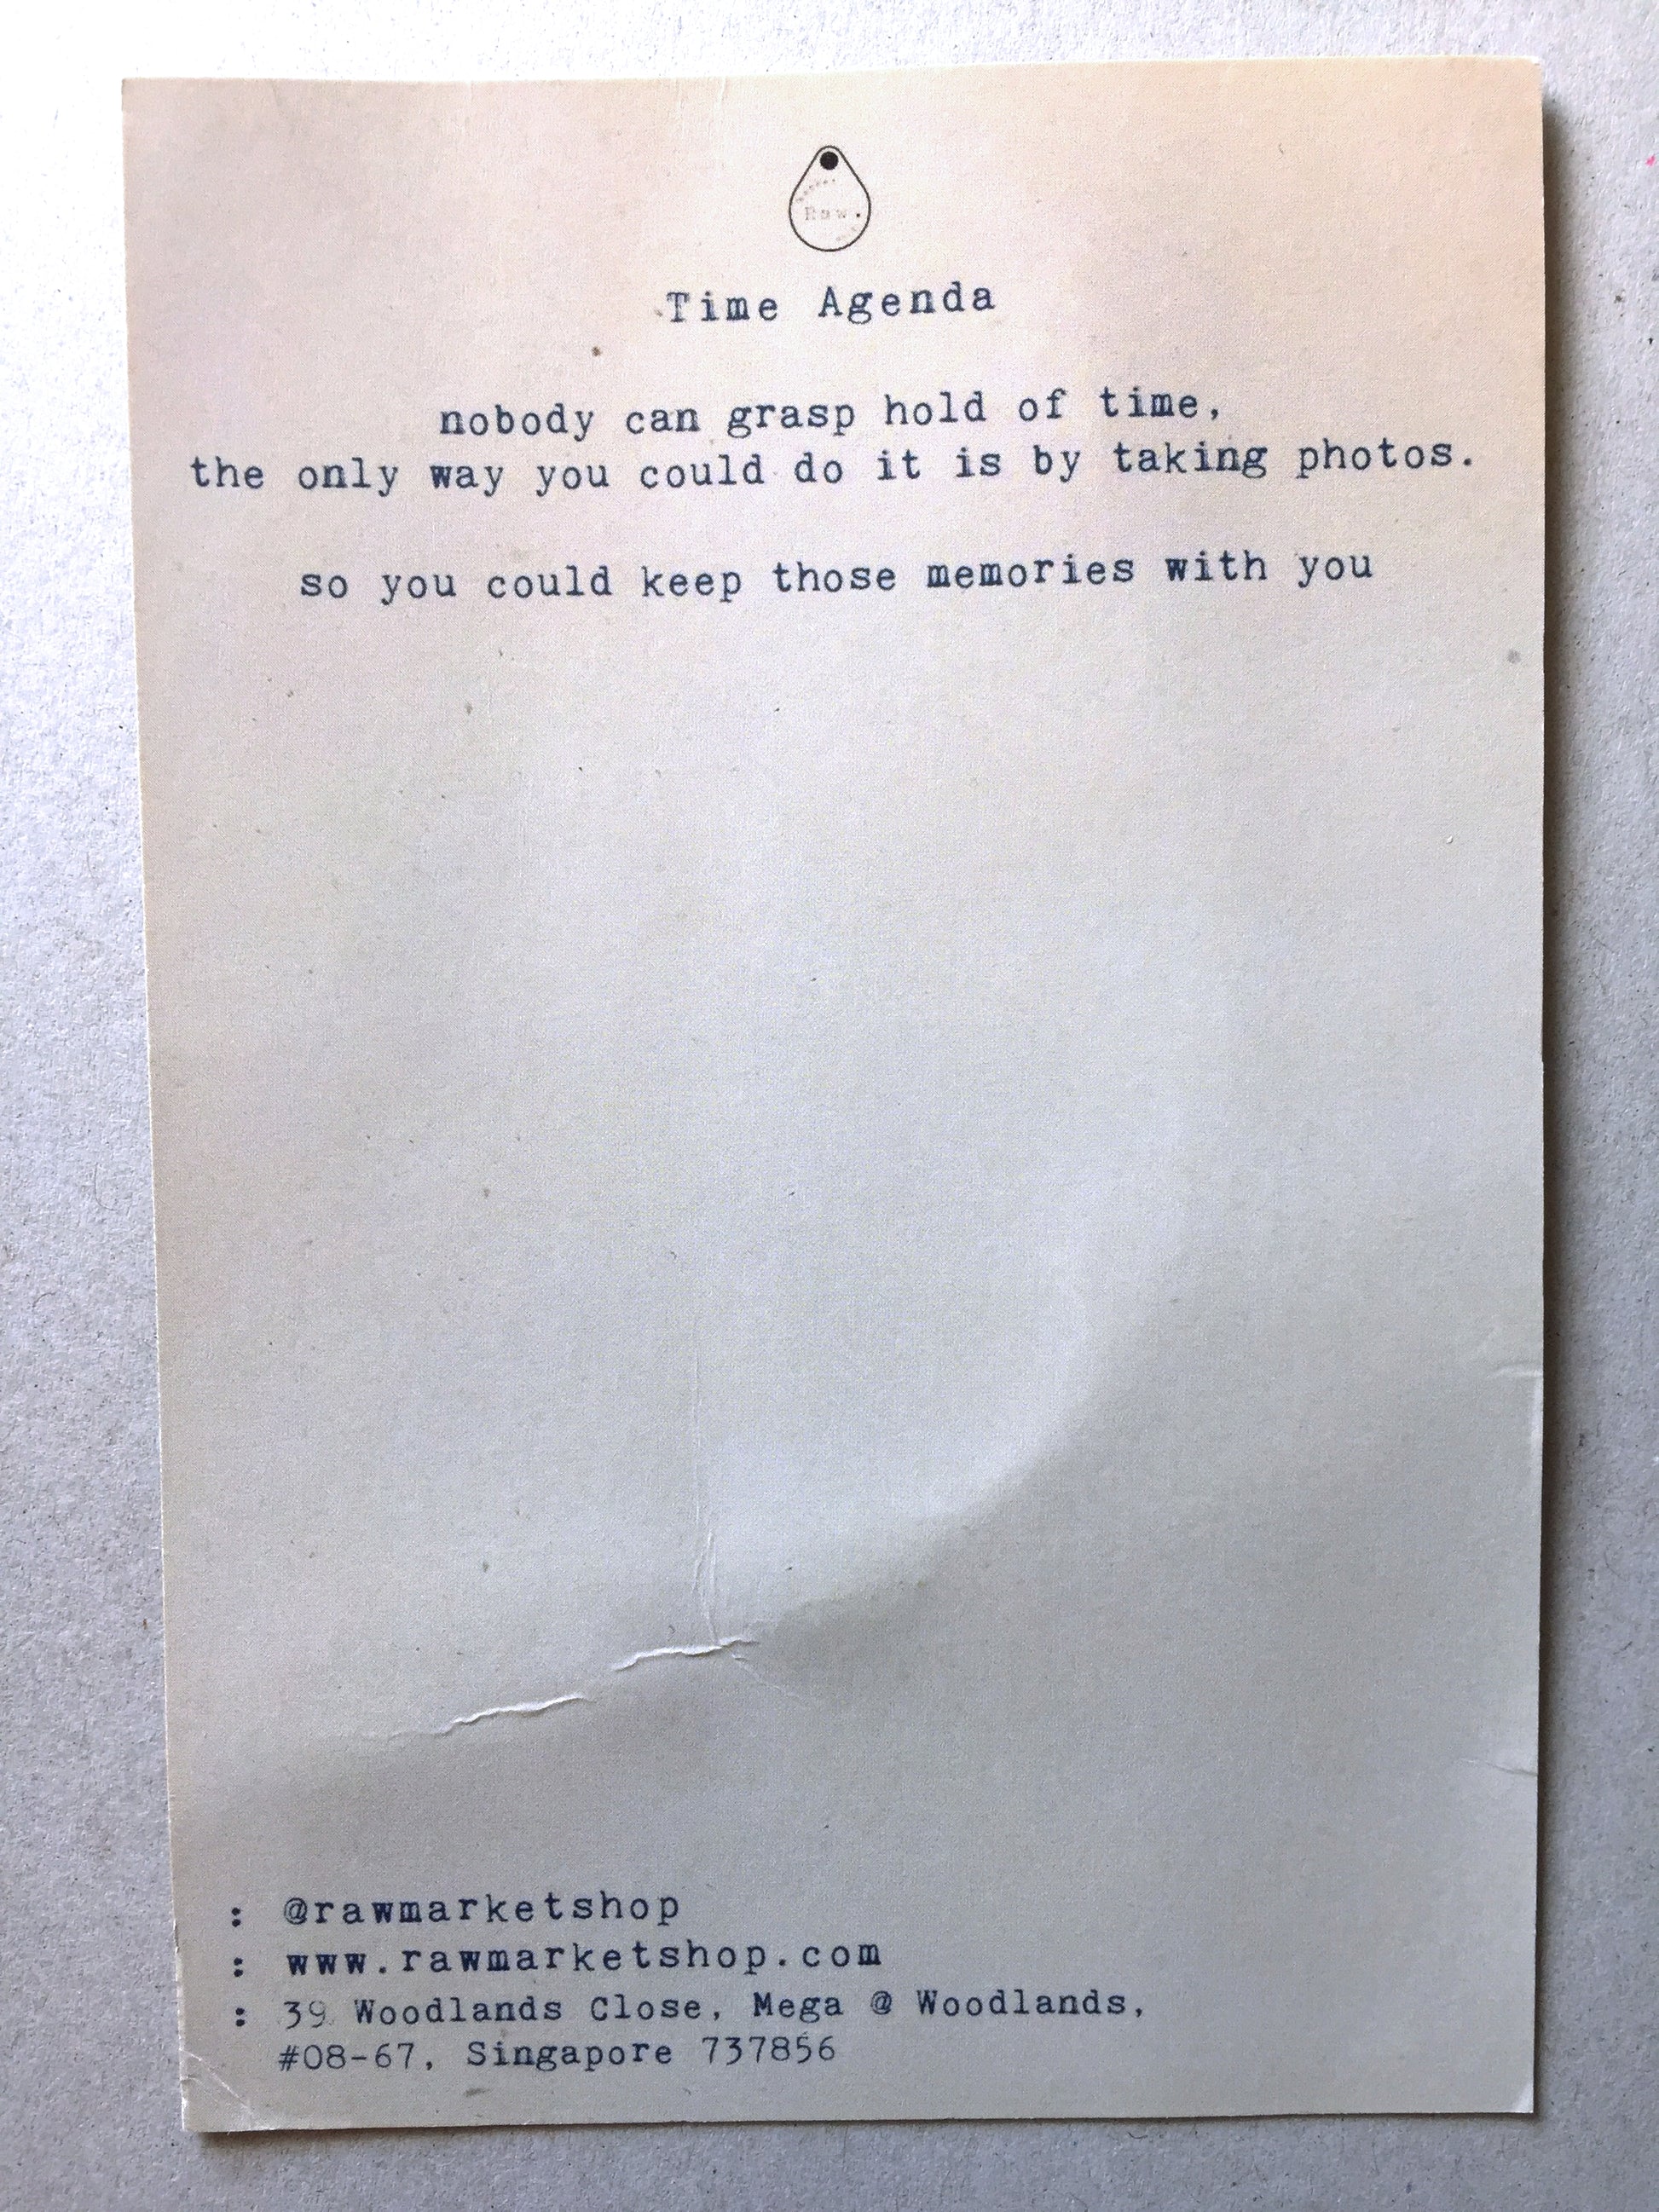 Raw.
Time Agenda
nobody can grasp hold of time,
the only way you could do it is by taking photos.
so you could keep those memories with you
: @rawmarketshop
: www.rawmarketshop.com
: 39 Woodlands Close, Mega @ Woodlands,
#08-67, Singapore 737856